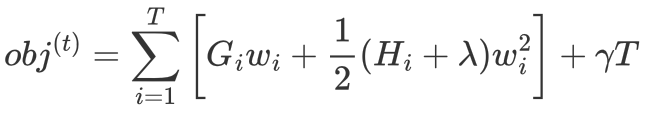 obj^{(t)} = \sum_{i=1}^{T} \left[ G_i w_i + \frac{1}{2} (H_i + \lambda) w_i^2 \right] + \gamma T